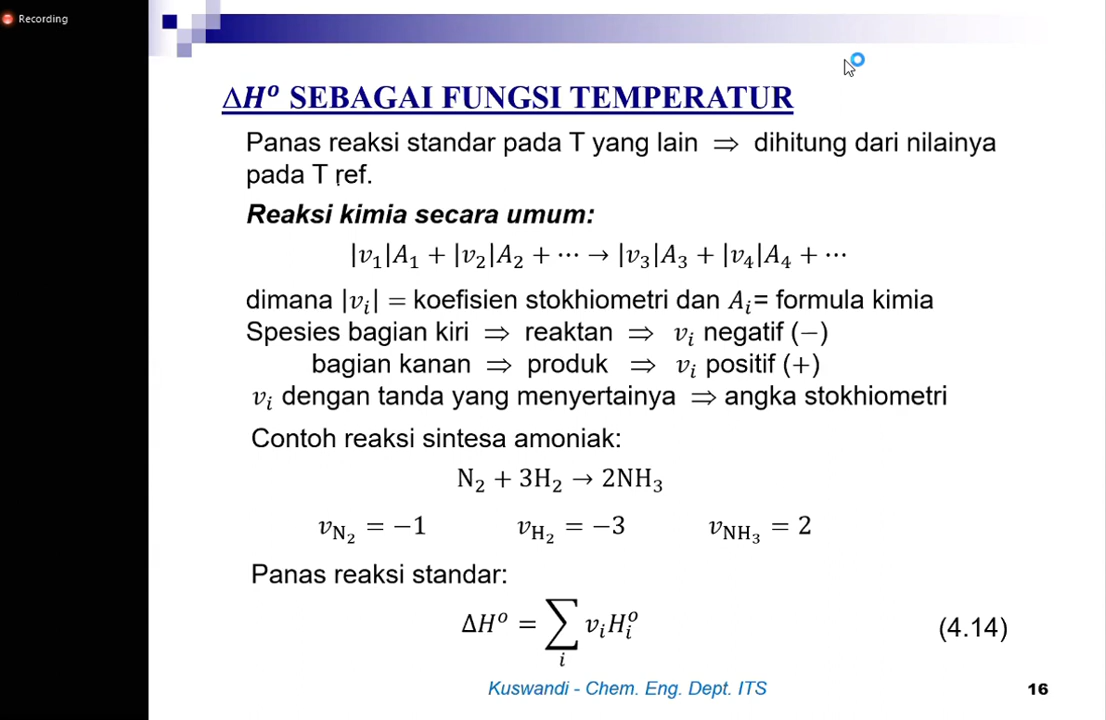 Recording
ΔHº SEBAGAI FUNGSI TEMPERATUR
Panas reaksi standar pada T yang lain ⇒ dihitung dari nilainya
pada T ref.
Reaksi kimia secara umum:
|v₁|A₁ + |v₂|A₂ + ⋯ → |v₃|A₃ + |v₄|A₄ + ⋯
dimana |vᵢ| = koefisien stokhiometri dan Aᵢ= formula kimia
Spesies bagian kiri ⇒ reaktan ⇒ vᵢ negatif (−)
bagian kanan ⇒ produk ⇒ vᵢ positif (+)
vᵢ dengan tanda yang menyertainya ⇒ angka stokhiometri
Contoh reaksi sintesa amoniak:
N₂ + 3H₂ → 2NH₃
v_N₂ = −1 v_H₂ = −3 v_NH₃ = 2
Panas reaksi standar:
ΔHº = ∑ᵢ vᵢHᵢº (4.14)
Kuswandi - Chem. Eng. Dept. ITS 16